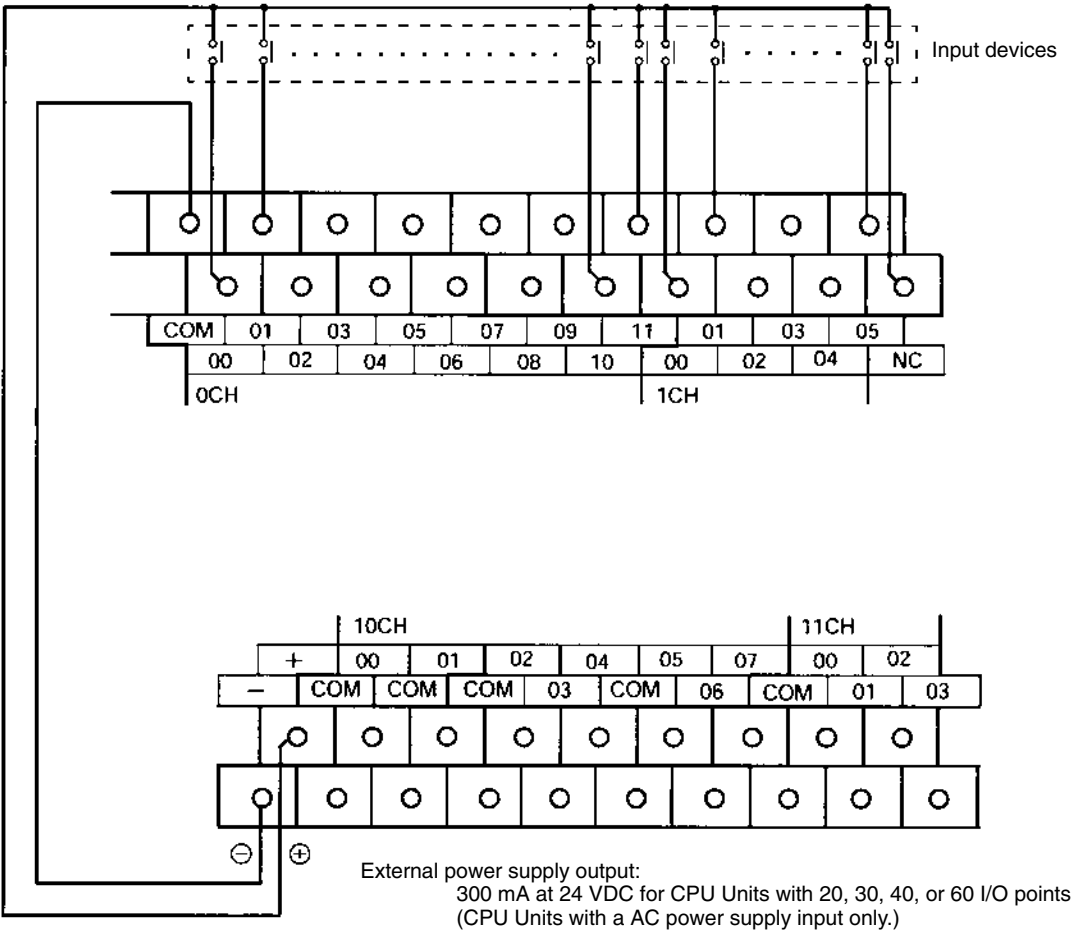 Input devices
COM 01 03 05 07 09 11 01 03 05
00 02 04 06 08 10 00 02 04 NC
0CH 1CH
10CH 11CH
+ 00 01 02 04 05 07 00 02
− COM COM COM 03 COM 06 COM 01 03
⊖ ⊕
External power supply output:
300 mA at 24 VDC for CPU Units with 20, 30, 40, or 60 I/O points
(CPU Units with a AC power supply input only.)